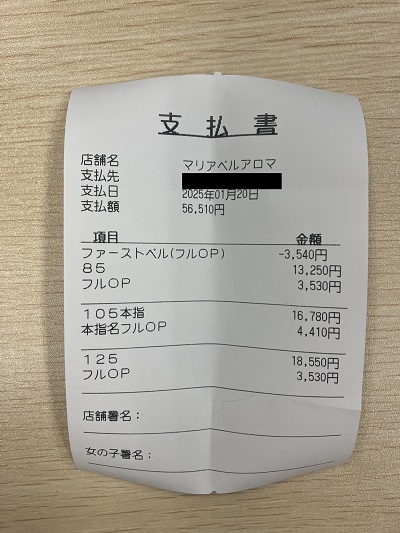 支払書
店舗名 マリアベルアロマ
支払先
支払日 2025年01月20日
支払額 56,510円
項目 金額
ファーストベル(フルOP) -3,540円
85 13,250円
フルOP 3,530円
105本指 16,780円
本指名フルOP 4,410円
125 18,550円
フルOP 3,530円
店舗署名:
女の子署名: